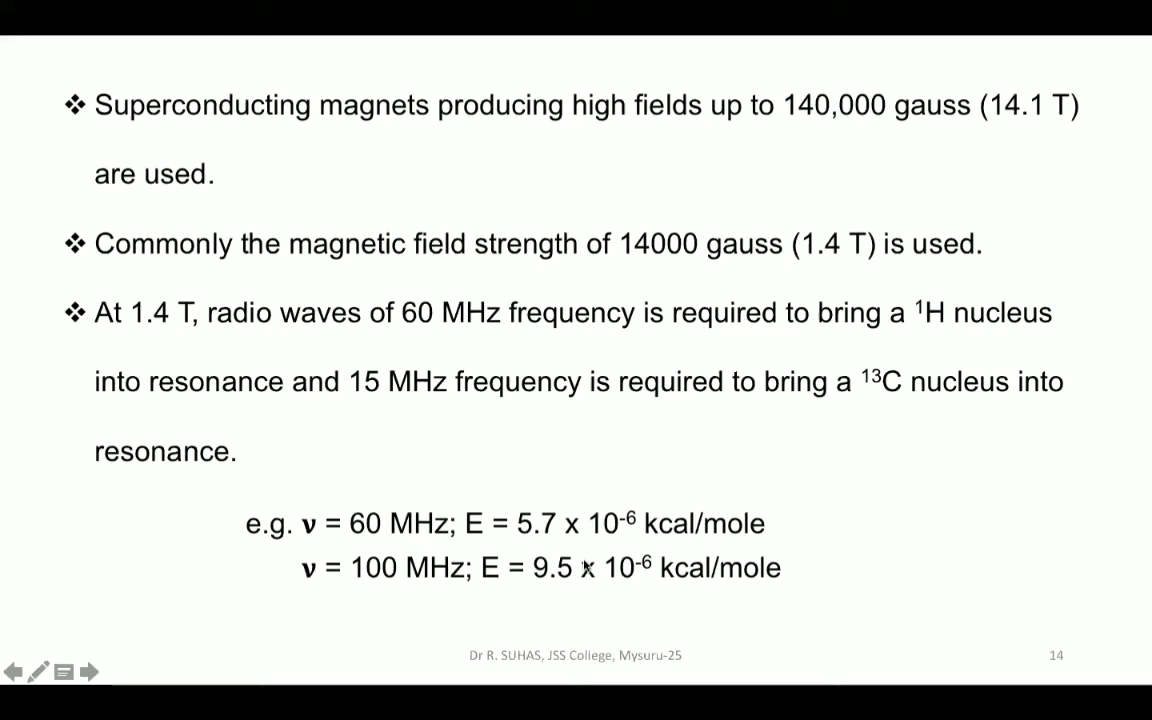 ❖ Superconducting magnets producing high fields up to 140,000 gauss (14.1 T)
are used.
❖ Commonly the magnetic field strength of 14000 gauss (1.4 T) is used.
❖ At 1.4 T, radio waves of 60 MHz frequency is required to bring a ¹H nucleus
into resonance and 15 MHz frequency is required to bring a ¹³C nucleus into
resonance.
e.g. ν = 60 MHz; E = 5.7 x 10⁻⁶ kcal/mole
ν = 100 MHz; E = 9.5 x 10⁻⁶ kcal/mole
Dr R. SUHAS, JSS College, Mysuru-25
14